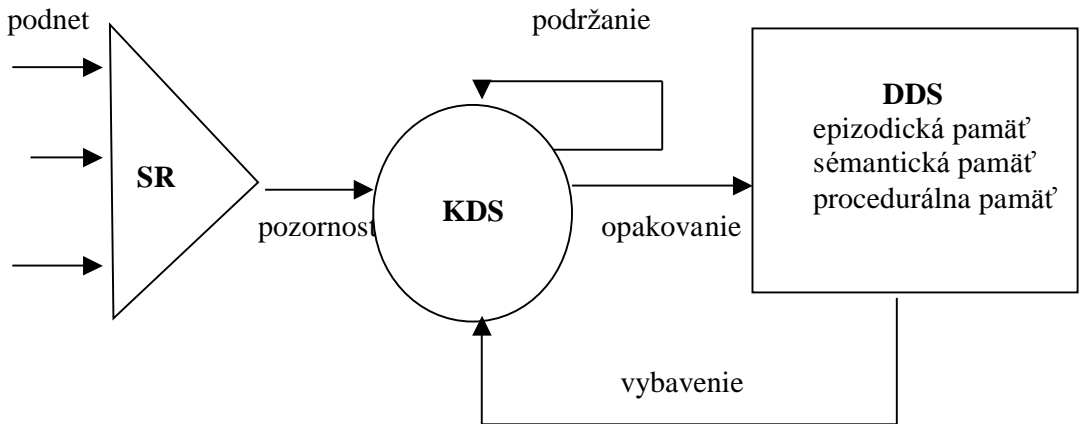 podnet
podržanie
DDS
epizodická pamäť
sémantická pamäť
procedurálna pamäť
SR
KDS
pozornosť
opakovanie
vybavenie